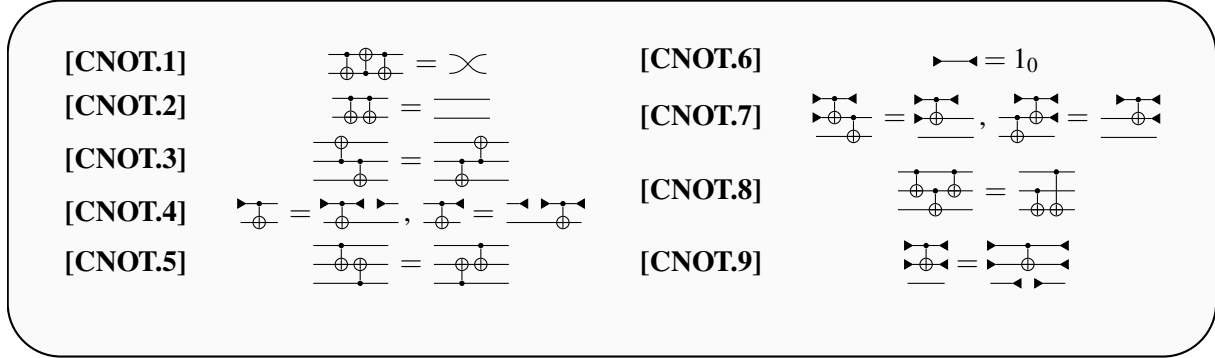 [CNOT.1] =
[CNOT.2] =
[CNOT.3] =
[CNOT.4] = , =
[CNOT.5] =
[CNOT.6] = 1₀
[CNOT.7] = , =
[CNOT.8] =
[CNOT.9] =